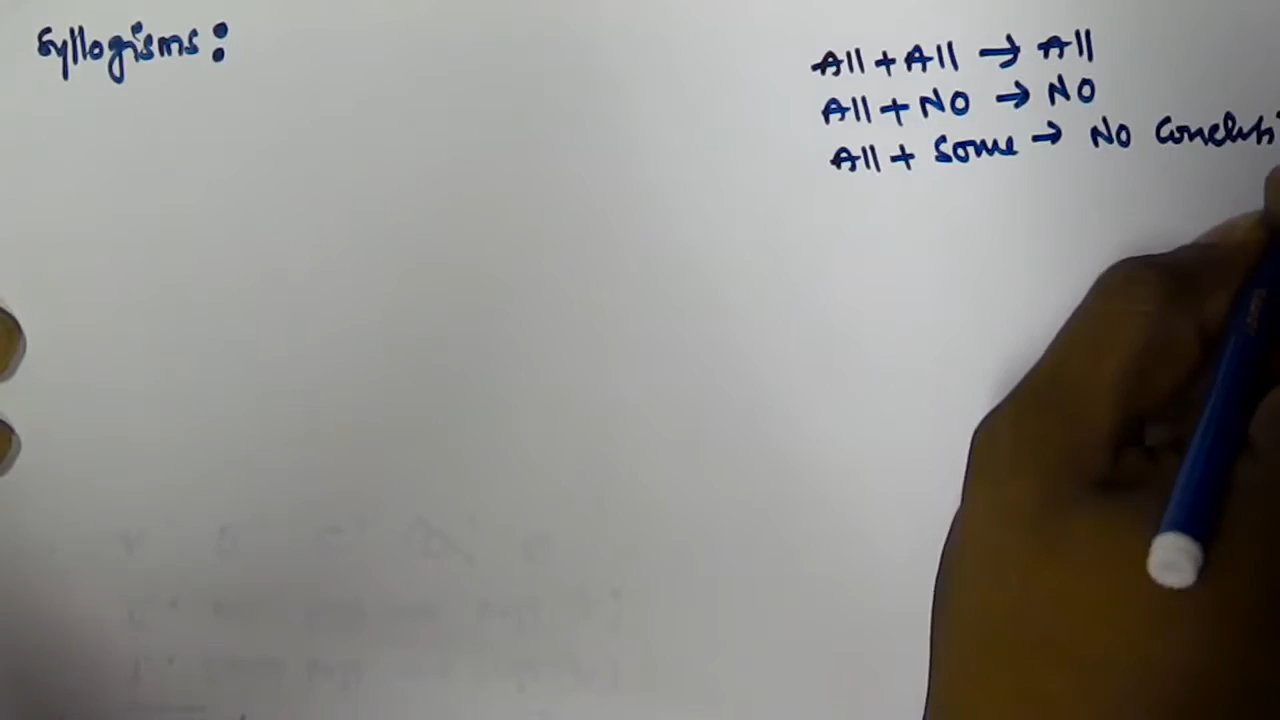 Syllogisms:
All + All → All
All + NO → NO
All + Some → NO